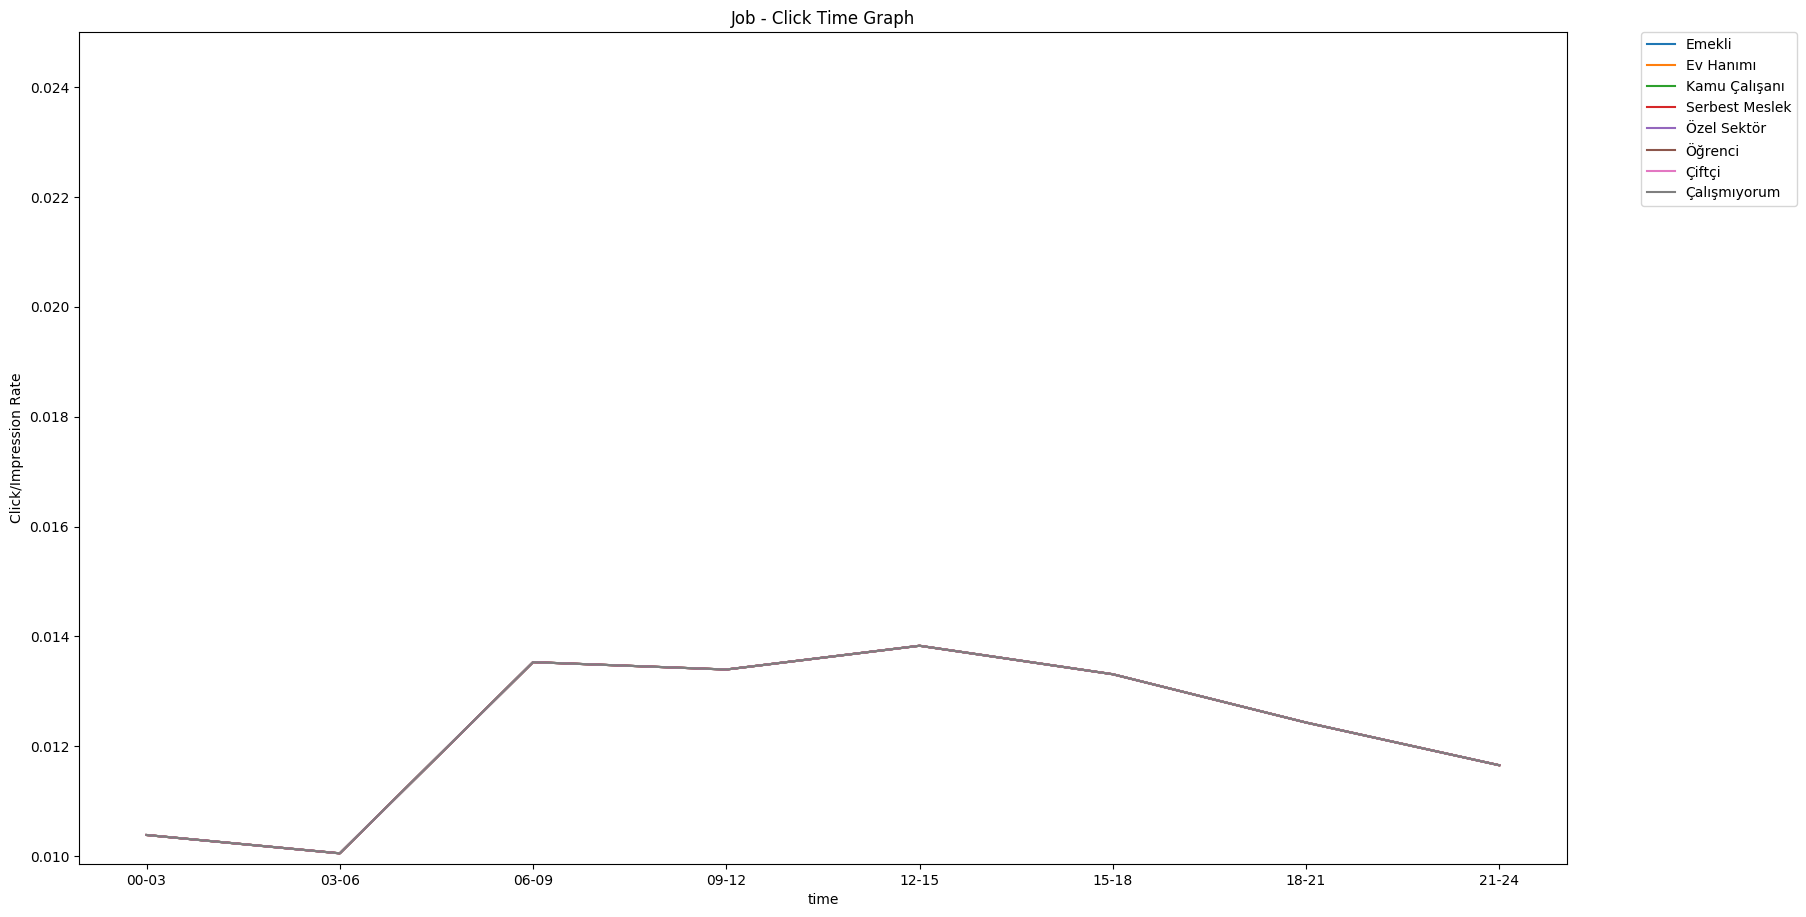 Job - Click Time Graph
Emekli
Ev Hanımı
Kamu Çalışanı
Serbest Meslek
Özel Sektör
Öğrenci
Çiftçi
Çalışmıyorum
Click/Impression Rate
0.024
0.022
0.020
0.018
0.016
0.014
0.012
0.010
00-03 03-06 06-09 09-12 12-15 15-18 18-21 21-24
time